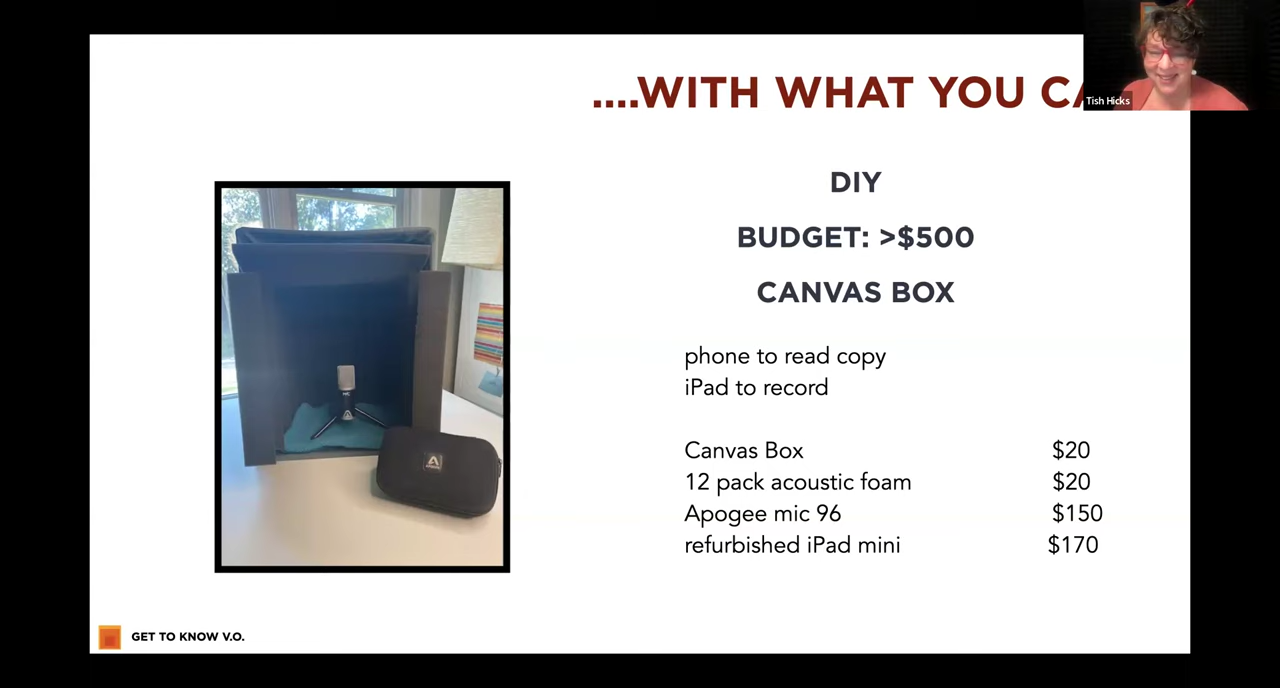 ....WITH WHAT YOU
Tish Hicks
DIY
BUDGET: >$500
CANVAS BOX
phone to read copy
iPad to record
Canvas Box $20
12 pack acoustic foam $20
Apogee mic 96 $150
refurbished iPad mini $170
GET TO KNOW V.O.